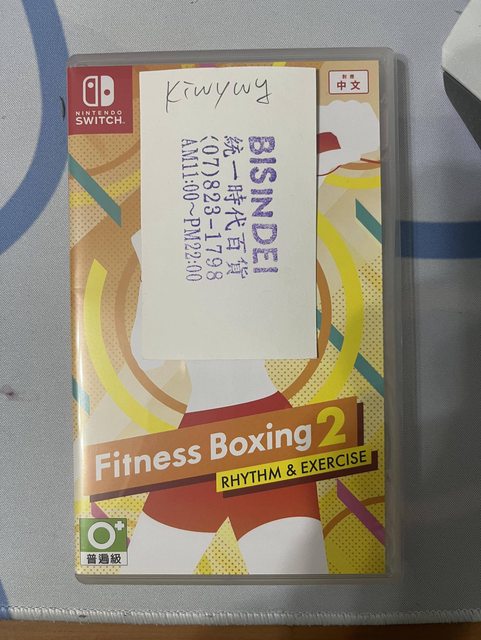 NINTENDO
SWITCH™
對應
中文
kiwywy
BISINDEI
統一時代百貨
(07)823-1798
AM11:00~PM22:00
Fitness Boxing 2
RHYTHM & EXERCISE
0+
普遍級